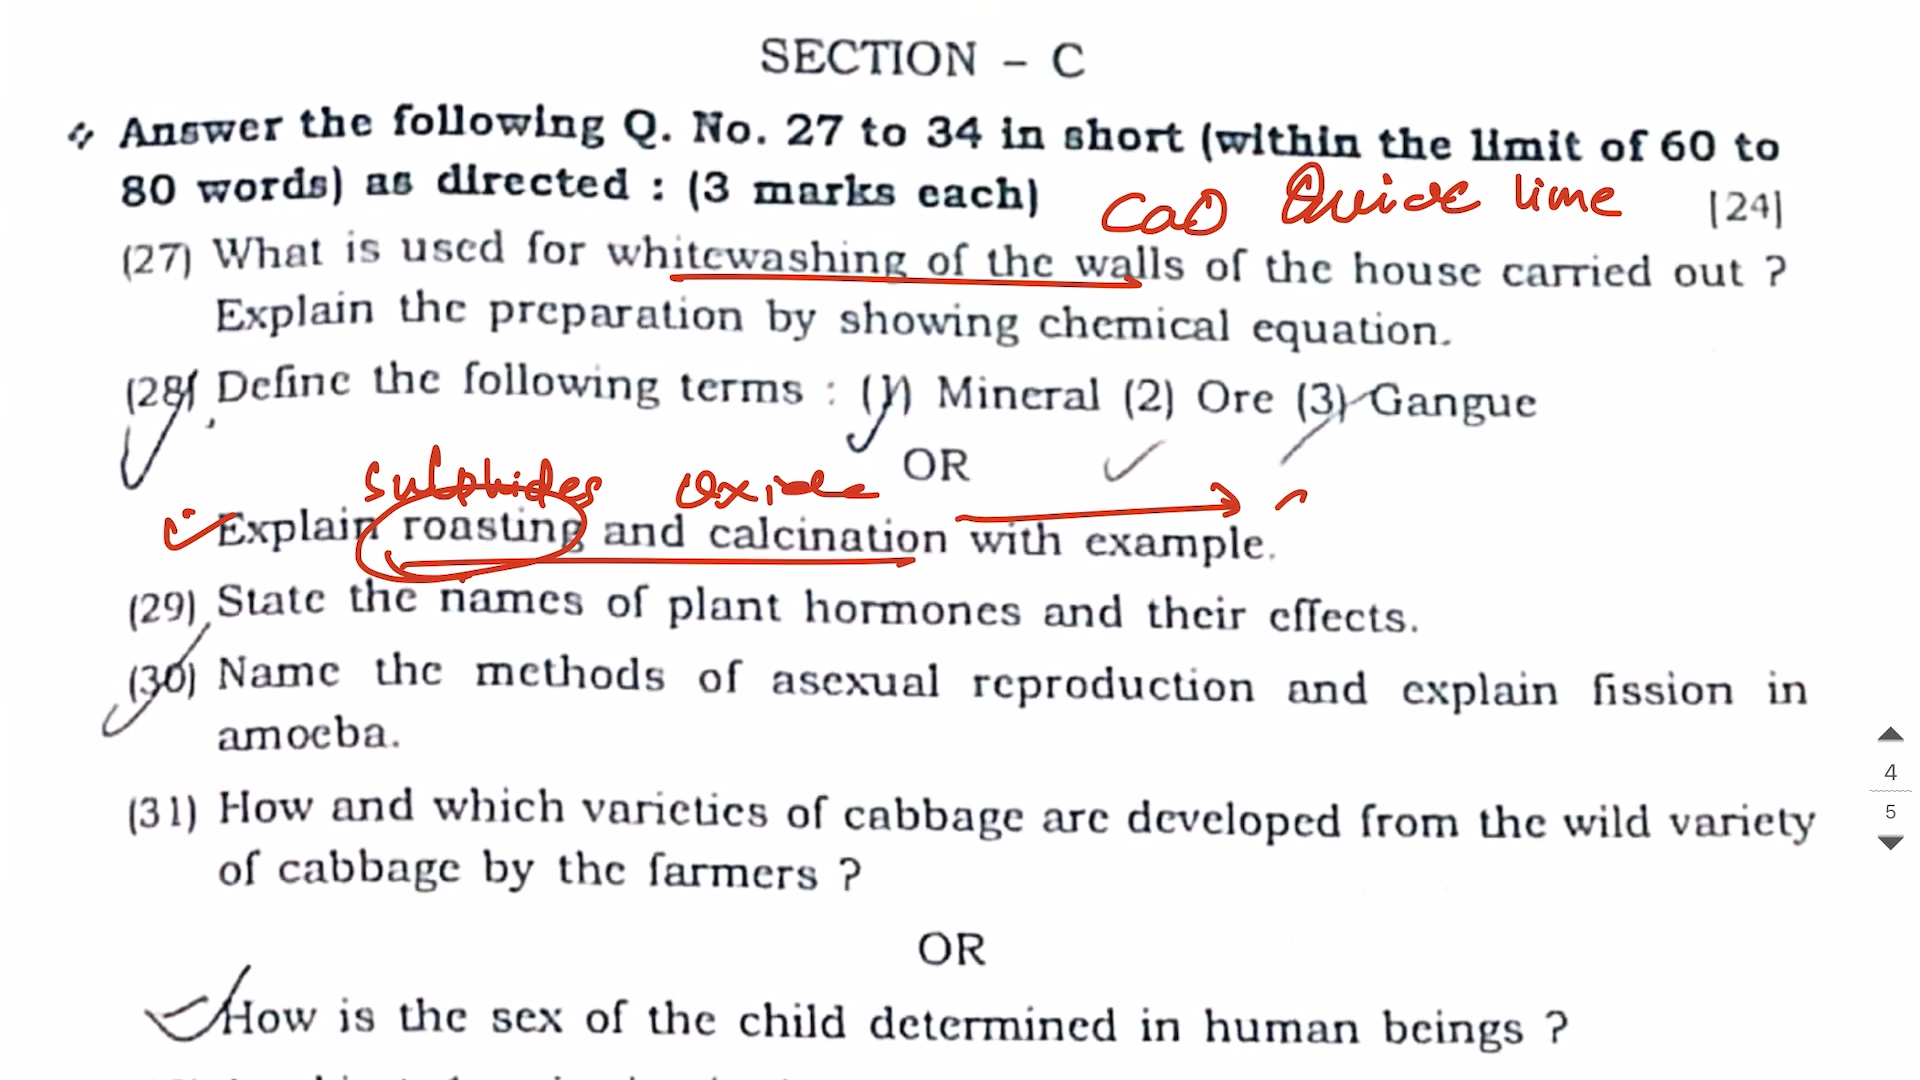 SECTION – C
Answer the following Q. No. 27 to 34 in short (within the limit of 60 to
80 words) as directed : (3 marks each) [24]
CaO Quick lime
(27) What is used for whitewashing of the walls of the house carried out ?
Explain the preparation by showing chemical equation.
(28) Define the following terms : (1) Mineral (2) Ore (3) Gangue
OR
sulphides oxide
Explain roasting and calcination with example.
(29) State the names of plant hormones and their effects.
(30) Name the methods of asexual reproduction and explain fission in
amoeba.
(31) How and which varieties of cabbage are developed from the wild variety
of cabbage by the farmers ?
OR
How is the sex of the child determined in human beings ?
4
5